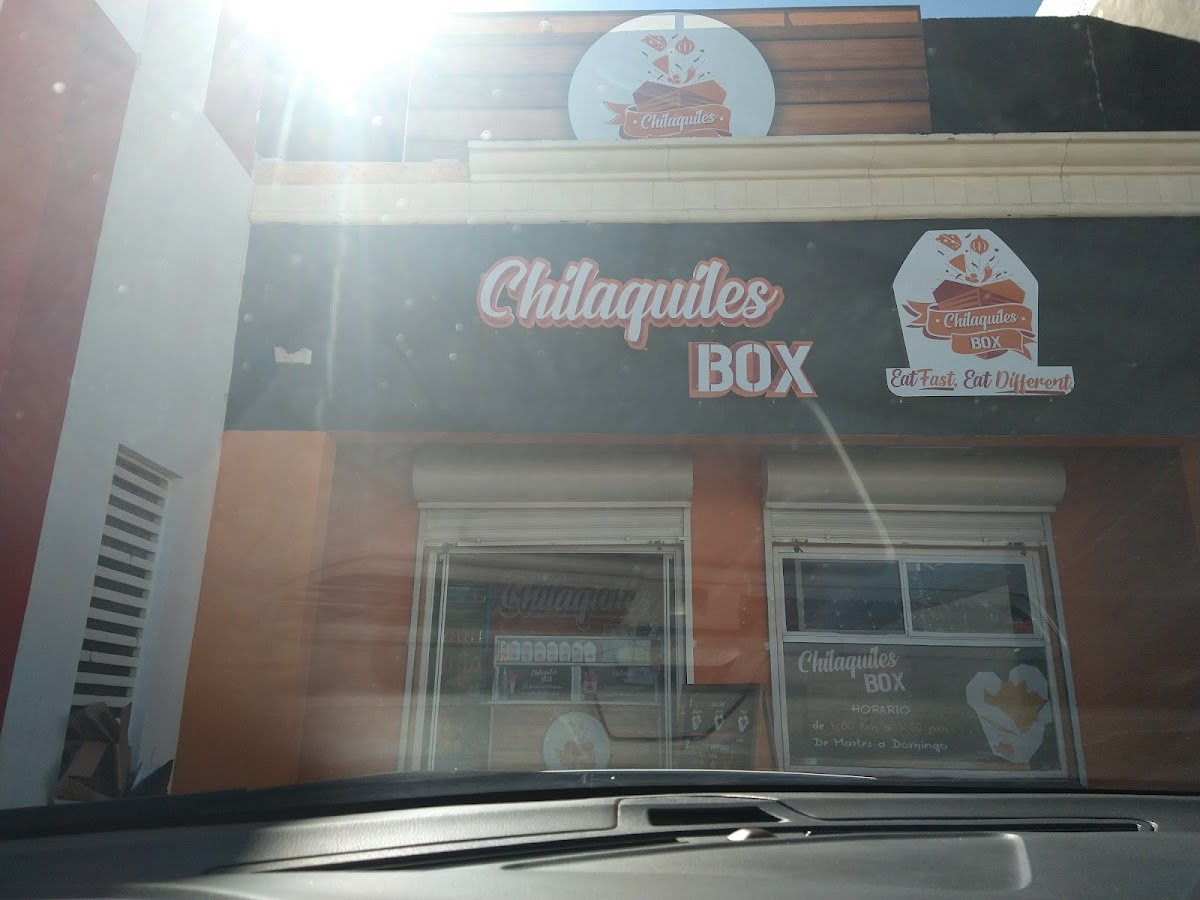 Chilaquiles
Chilaquiles
BOX
Chilaquiles
BOX
Eat Fast, Eat Different.
Chilaquiles
BOX
HORARIO
De Martes a Domingo